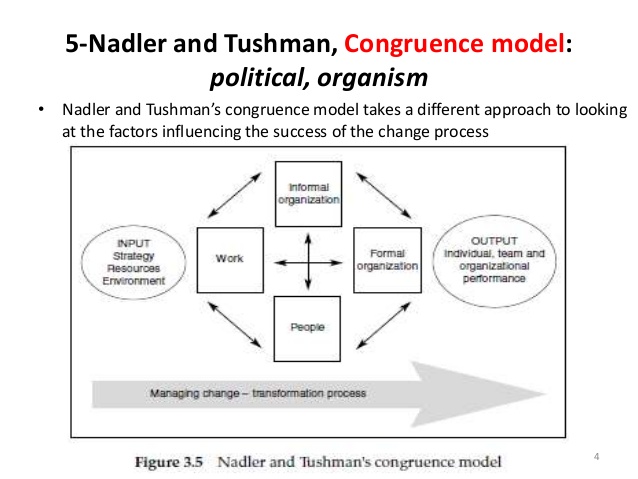 5-Nadler and Tushman, Congruence model:
political, organism
• Nadler and Tushman's congruence model takes a different approach to looking
at the factors influencing the success of the change process
Informal
organization
INPUT
Strategy
Resources
Environment
Work
Formal
organization
OUTPUT
Individual, team and
organizational
performance
People
Managing change – transformation process
Figure 3.5 Nadler and Tushman's congruence model
4